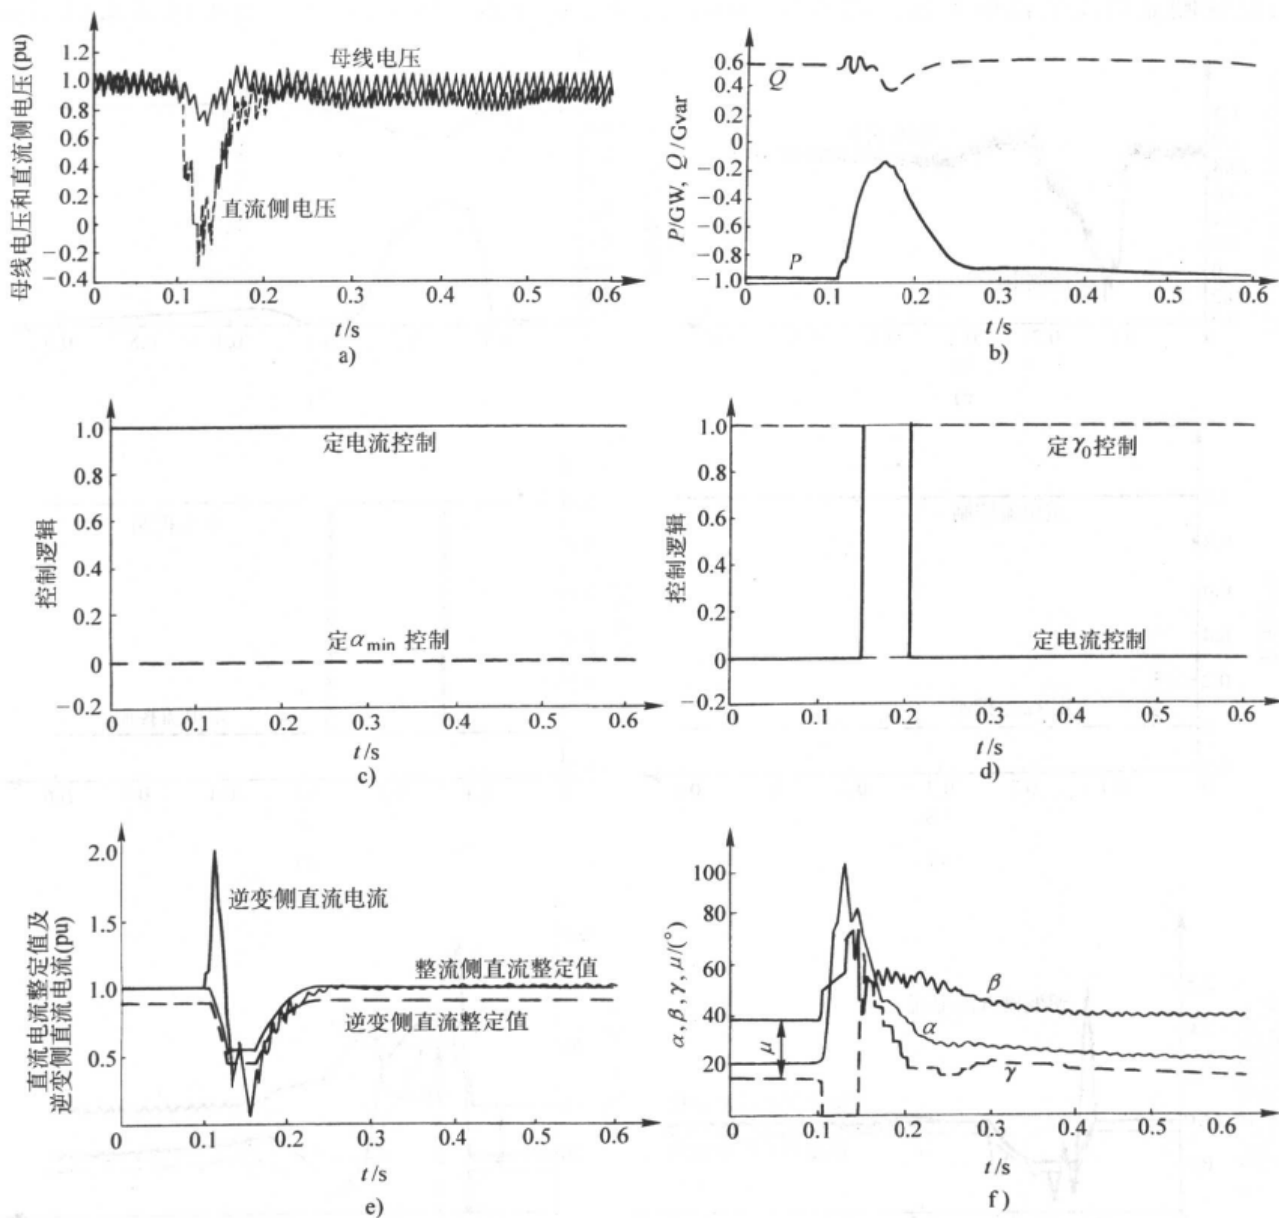 母线电压和直流侧电压(pu)
1.2
1.0
0.8
0.6
0.4
0.2
0
−0.2
−0.4
母线电压
直流侧电压
0 0.1 0.2 0.3 0.4 0.5 0.6
t/s
a)
P/GW, Q/Gvar
0.6
0.4
0.2
0
−0.2
−0.4
−0.6
−0.8
−1.0
Q
P
0 0.1 0.2 0.3 0.4 0.5 0.6
t/s
b)
控制逻辑
1.0
0.8
0.6
0.4
0.2
0
−0.2
定电流控制
定αmin 控制
0 0.1 0.2 0.3 0.4 0.5 0.6
t/s
c)
控制逻辑
1.0
0.8
0.6
0.4
0.2
0
−0.2
定γ0控制
定电流控制
0 0.1 0.2 0.3 0.4 0.5 0.6
t/s
d)
直流电流整定值及
逆变侧直流电流(pu)
2.0
1.5
1.0
0.5
逆变侧直流电流
整流侧直流整定值
逆变侧直流整定值
0 0.1 0.2 0.3 0.4 0.5 0.6
t/s
e)
α, β, γ, μ/(°)
100
80
60
40
20
μ
β
α
γ
0 0.1 0.2 0.3 0.4 0.5 0.6
t/s
f)